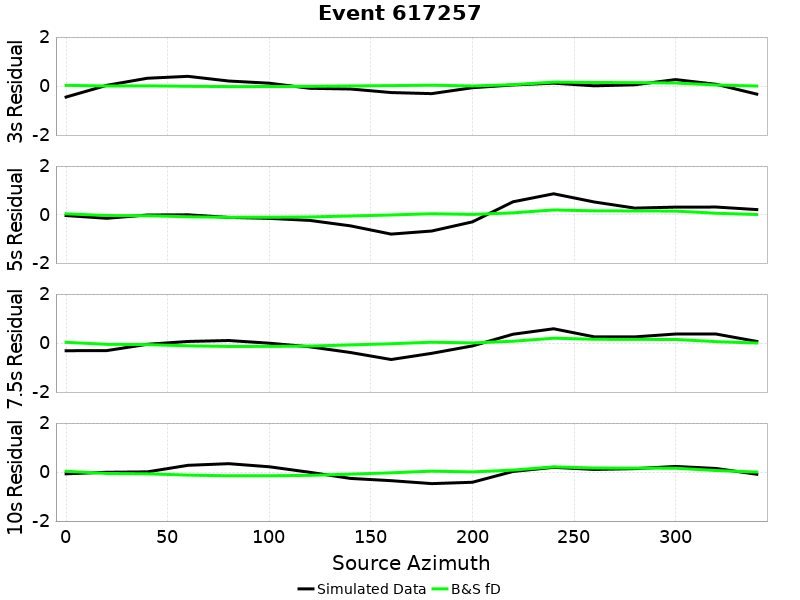 Event 617257
3s Residual
2
0
-2
5s Residual
2
0
-2
7.5s Residual
2
0
-2
10s Residual
2
0
-2
0 50 100 150 200 250 300
Source Azimuth
Simulated Data B&S fD